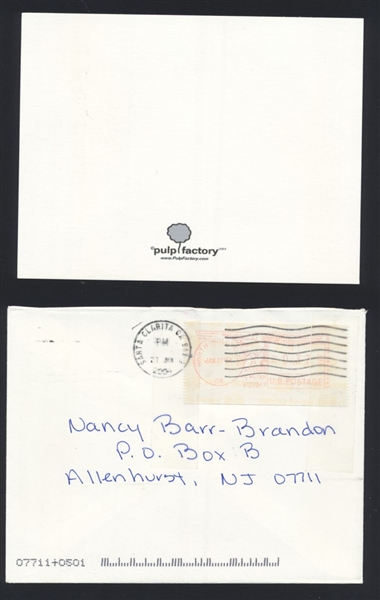 ©pulp factory
www.PulpFactory.com
SANTA CLARITA CA
PM
2004
Nancy Barr-Brandon
P.O. Box B
Allenhurst, NJ 07711
07711+0501